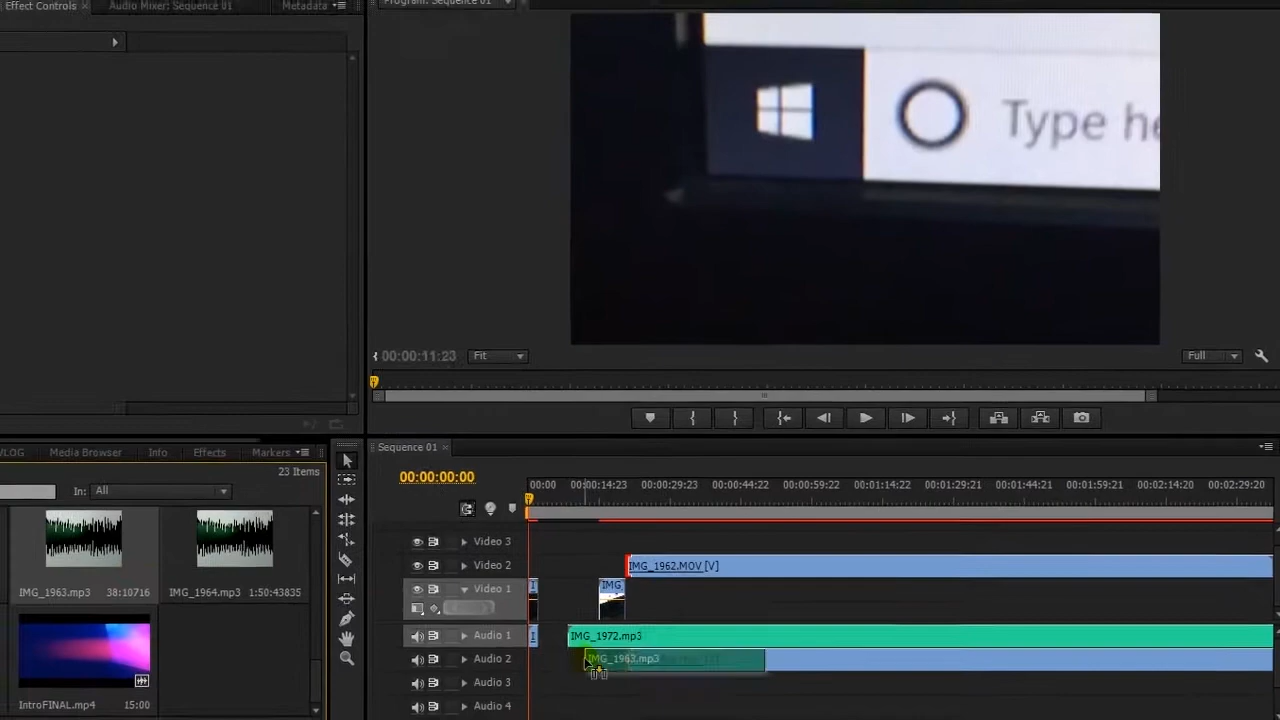 Effect Controls
Audio Mixer: Sequence 01
Metadata
Program: Sequence 01
Type he
00:00:11:23
Fit
Full
VLOG
Media Browser
Info
Effects
Markers
Sequence 01
23 Items
00:00:00:00
In:
All
00:00
00:00:14:23
00:00:29:23
00:00:44:22
00:00:59:22
00:01:14:22
00:01:29:21
00:01:44:21
00:01:59:21
00:02:14:20
00:02:29:20
Video 3
Video 2
IMG_1962.MOV [V]
IMG_1963.mp3
38:10716
IMG_1964.mp3
1:50:43835
Video 1
I
IMG
Audio 1
I
IMG_1972.mp3
Audio 2
IMG_1963.mp3
Audio 3
IntroFINAL.mp4
15:00
Audio 4